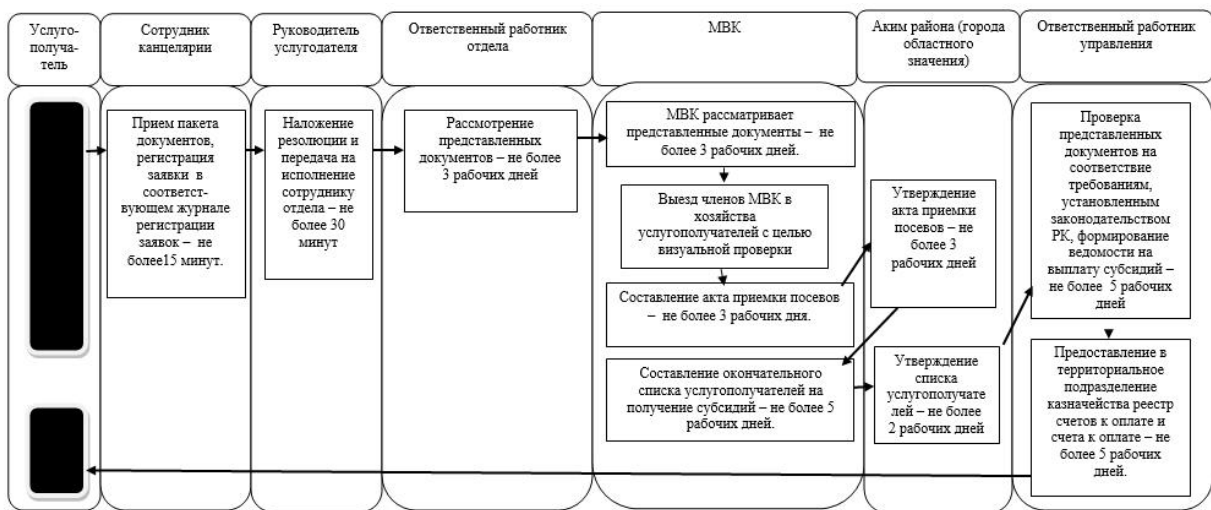 Услуго-
получа-
тель
Сотрудник
канцелярии
Руководитель
услугодателя
Ответственный работник
отдела
МВК
Аким района (города
областного
значения)
Ответственный работник
управления
Прием пакета
документов,
регистрация
заявки в
соответст-
вующем журнале
регистрации
заявок – не
более15 минут.
Наложение
резолюции и
передача на
исполнение
сотруднику
отдела – не
более 30
минут
Рассмотрение
представленных
документов – не более
3 рабочих дней
МВК рассматривает
представленные документы – не
более 3 рабочих дней.
Выезд членов МВК в
хозяйства
услугополучателей с целью
визуальной проверки
Составление акта приемки посевов
– не более 3 рабочих дня.
Составление окончательного
списка услугополучателей на
получение субсидий – не более 5
рабочих дней.
Утверждение
акта приемки
посевов – не
более 3
рабочих дней
Утверждение
списка
услугополучате
лей – не более
2 рабочих дней
Проверка
представленных
документов на
соответствие
требованиям,
установленным
законодательством
РК, формирование
ведомости на
выплату субсидий –
не более 5 рабочих
дней
Предоставление в
территориальное
подразделение
казначейства реестр
счетов к оплате и
счета к оплате – не
более 5 рабочих
дней.